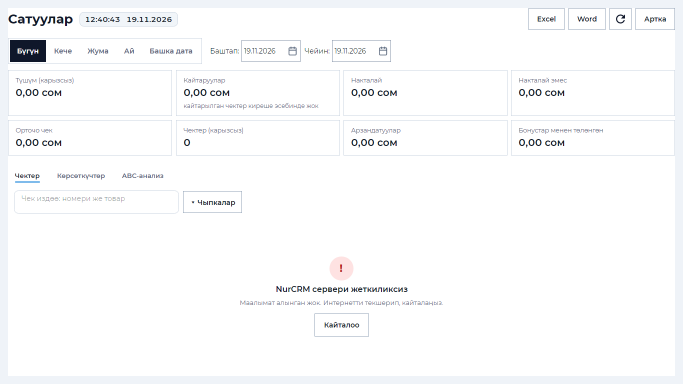 Сатуулар 12:40:43 19.11.2026 Excel Word Артка
Бүгүн Кече Жума Ай Башка дата Баштап: 19.11.2026 Чейин: 19.11.2026
Түшүм (карызсыз) Кайтаруулар Накталай Накталай эмес
0,00 сом 0,00 сом 0,00 сом 0,00 сом
кайтарылган чектер киреше эсебинде жок
Орточо чек Чектер (карызсыз) Арзандатуулар Бонустар менен төлөнгөн
0,00 сом 0 0,00 сом 0,00 сом
Чектер Көрсөткүчтөр ABC-анализ
Чек издөө: номери же товар Чыпкалар
!
NurCRM сервери жеткиликсиз
Маалымат алынган жок. Интернетти текшерип, кайталаңыз.
Кайталоо